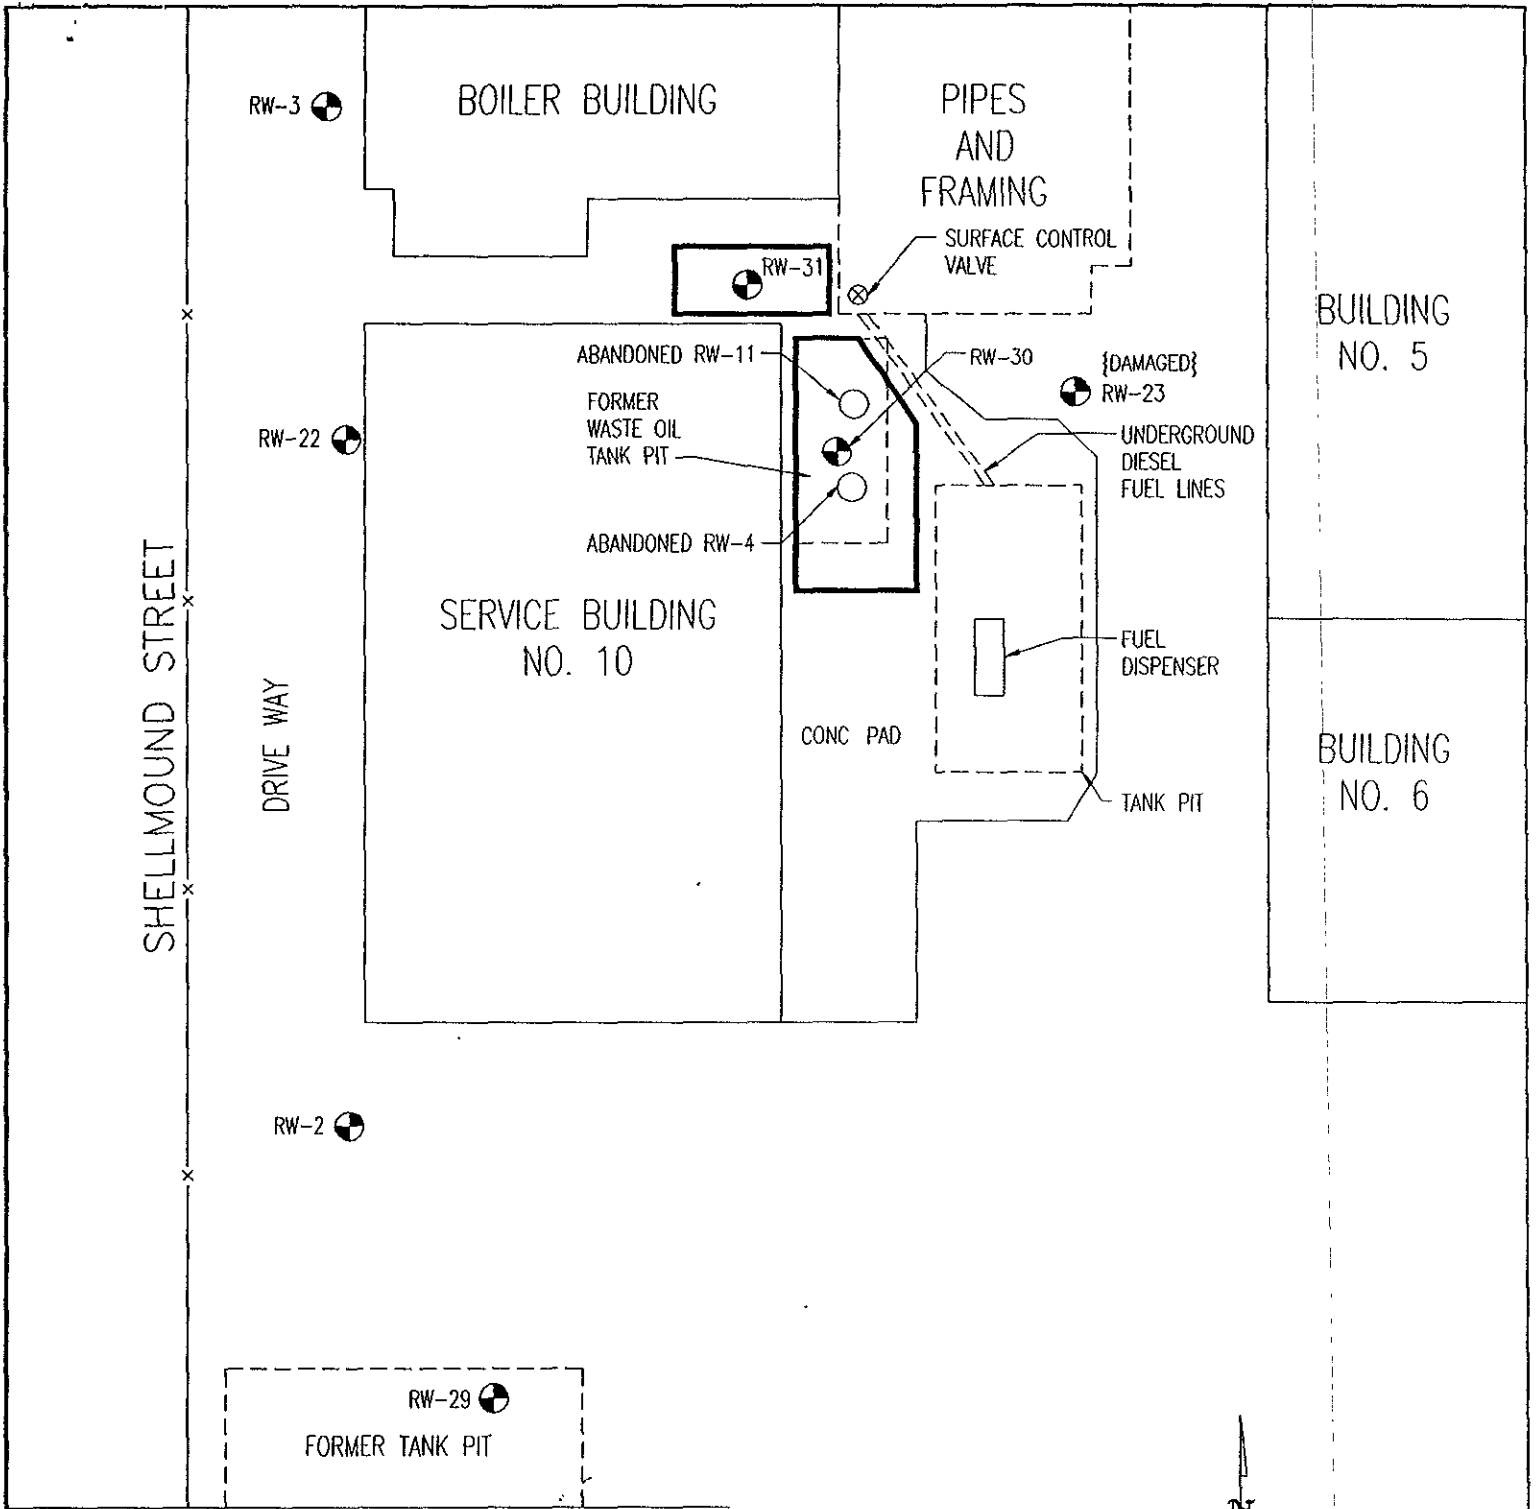 RW-3
BOILER BUILDING
PIPES
AND
FRAMING
SURFACE CONTROL
VALVE
RW-31
BUILDING
NO. 5
ABANDONED RW-11
RW-30
{DAMAGED}
RW-23
FORMER
WASTE OIL
TANK PIT
RW-22
UNDERGROUND
DIESEL
FUEL LINES
ABANDONED RW-4
SERVICE BUILDING
NO. 10
FUEL
DISPENSER
SHELLMOUND STREET
DRIVE WAY
CONC PAD
BUILDING
NO. 6
TANK PIT
RW-2
RW-29
FORMER TANK PIT